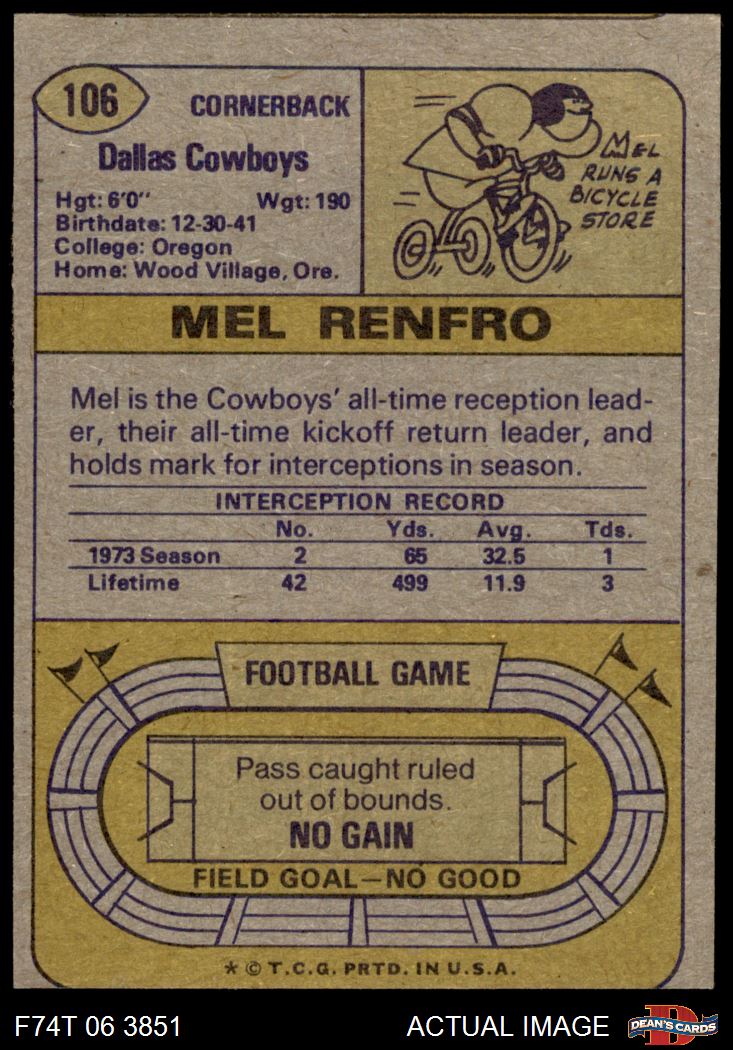 106
CORNERBACK
Dallas Cowboys
Hgt: 6'0" Wgt: 190
Birthdate: 12-30-41
College: Oregon
Home: Wood Village, Ore.
MEL
RUNS A
BICYCLE
STORE
MEL RENFRO
Mel is the Cowboys' all-time reception lead-
er, their all-time kickoff return leader, and
holds mark for interceptions in season.
INTERCEPTION RECORD
No. Yds. Avg. Tds.
1973 Season 2 65 32.5 1
Lifetime 42 499 11.9 3
FOOTBALL GAME
Pass caught ruled
out of bounds.
NO GAIN
FIELD GOAL—NO GOOD
* © T.C.G. PRTD. IN U.S.A.
F74T 06 3851 ACTUAL IMAGE
D
DEAN'S CARDS